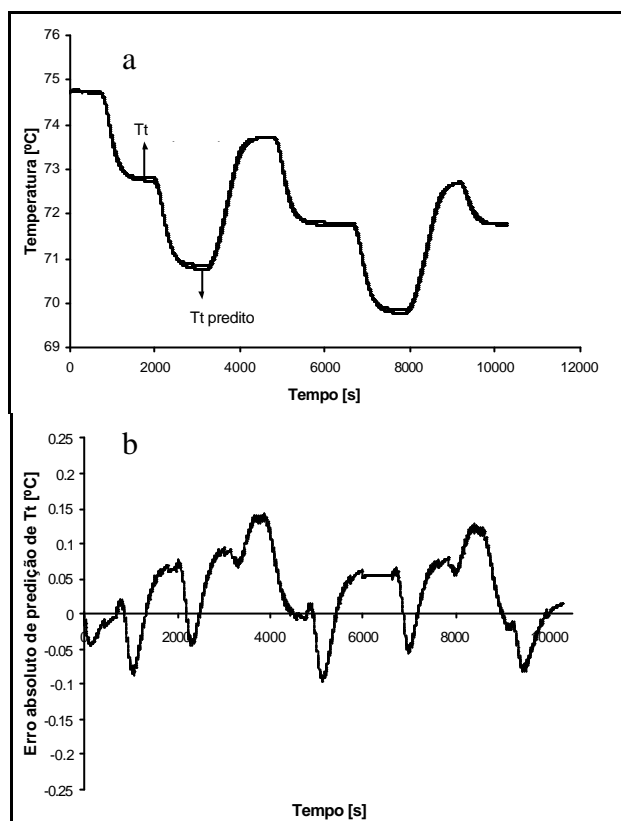 a
Temperatura [ºC]
76
75
74
73
72
71
70
69
Tt
Tt predito
0 2000 4000 6000 8000 10000 12000
Tempo [s]
b
Erro absoluto de predição de Tt [ºC]
0.25
0.2
0.15
0.1
0.05
0
-0.05
-0.1
-0.15
-0.2
-0.25
0 2000 4000 6000 8000 10000
Tempo [s]